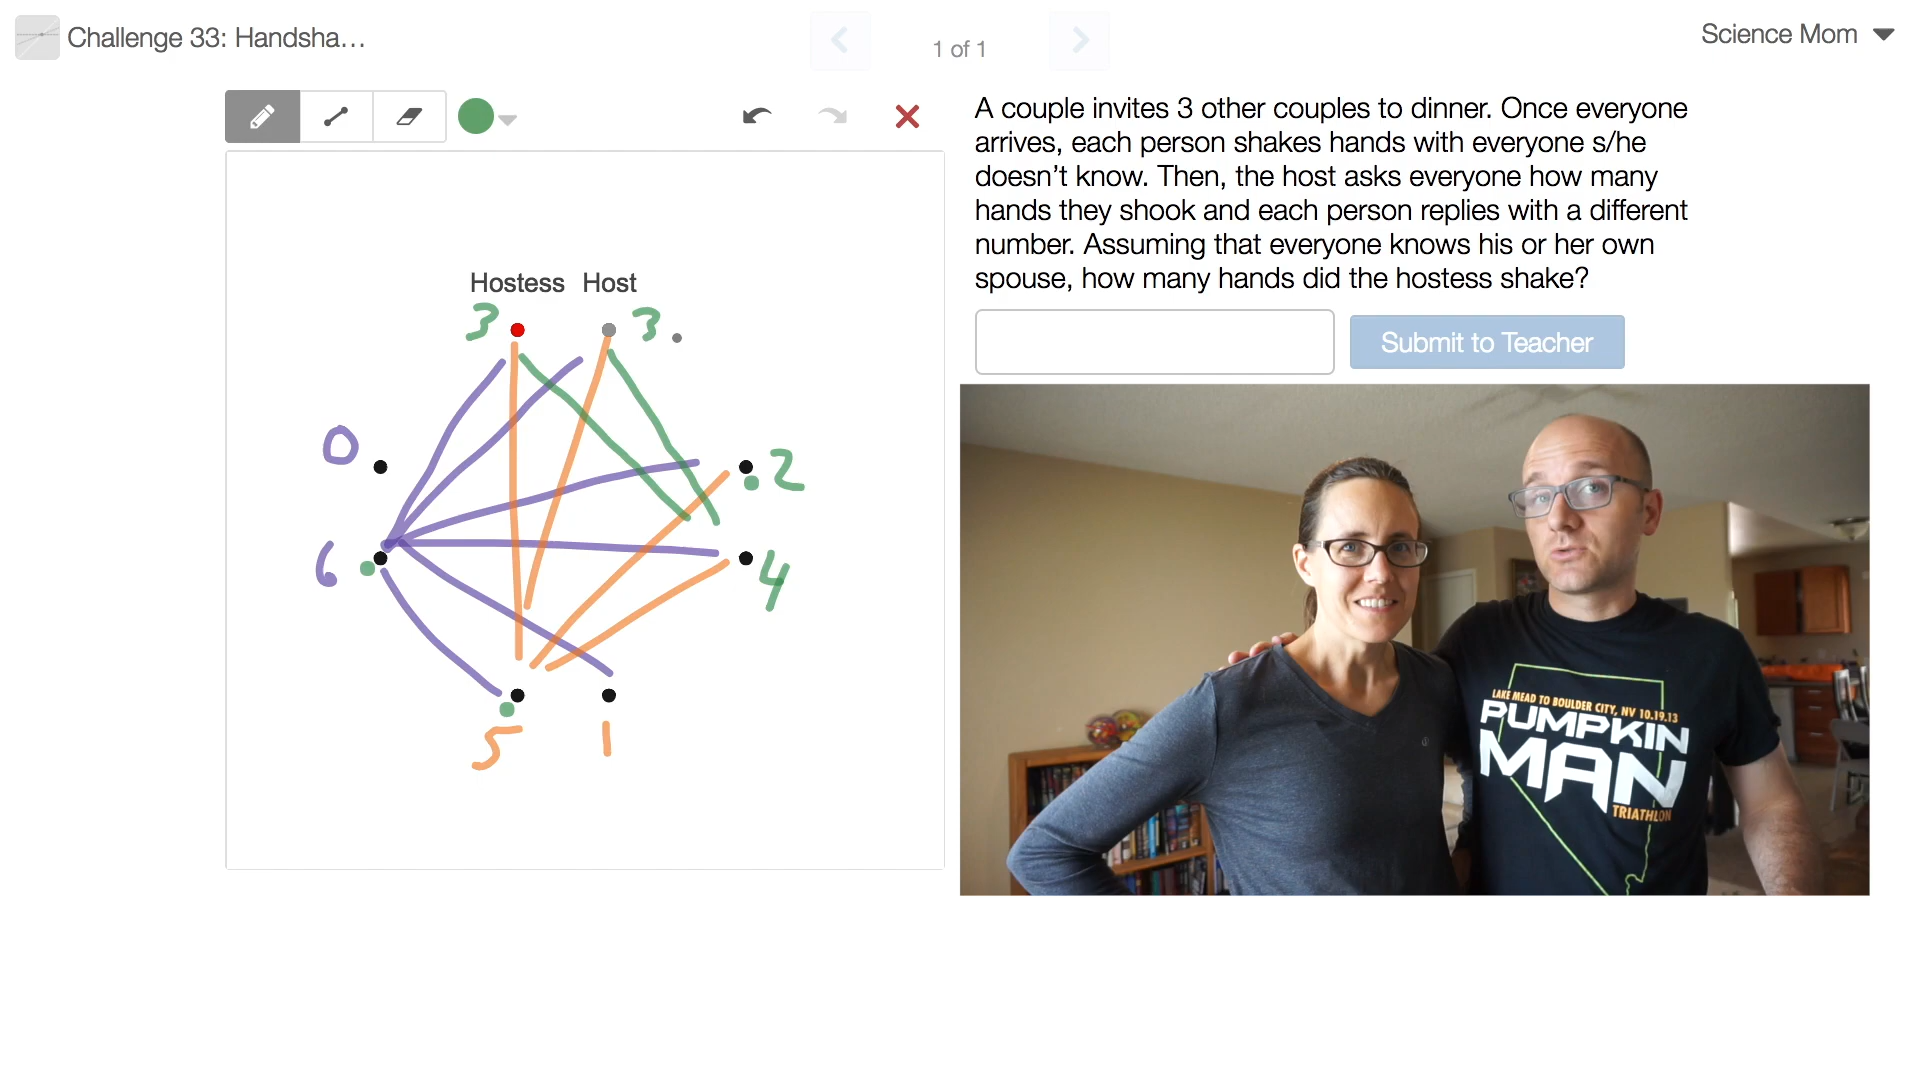 Challenge 33: Handsha...
1 of 1
Science Mom
A couple invites 3 other couples to dinner. Once everyone
arrives, each person shakes hands with everyone s/he
doesn't know. Then, the host asks everyone how many
hands they shook and each person replies with a different
number. Assuming that everyone knows his or her own
spouse, how many hands did the hostess shake?
Submit to Teacher
Hostess Host
3 3
0
2
6
4
5 1
LAKE MEAD TO BOULDER CITY, NV 10.19.13
PUMPKIN
MAN
TRIATHLON